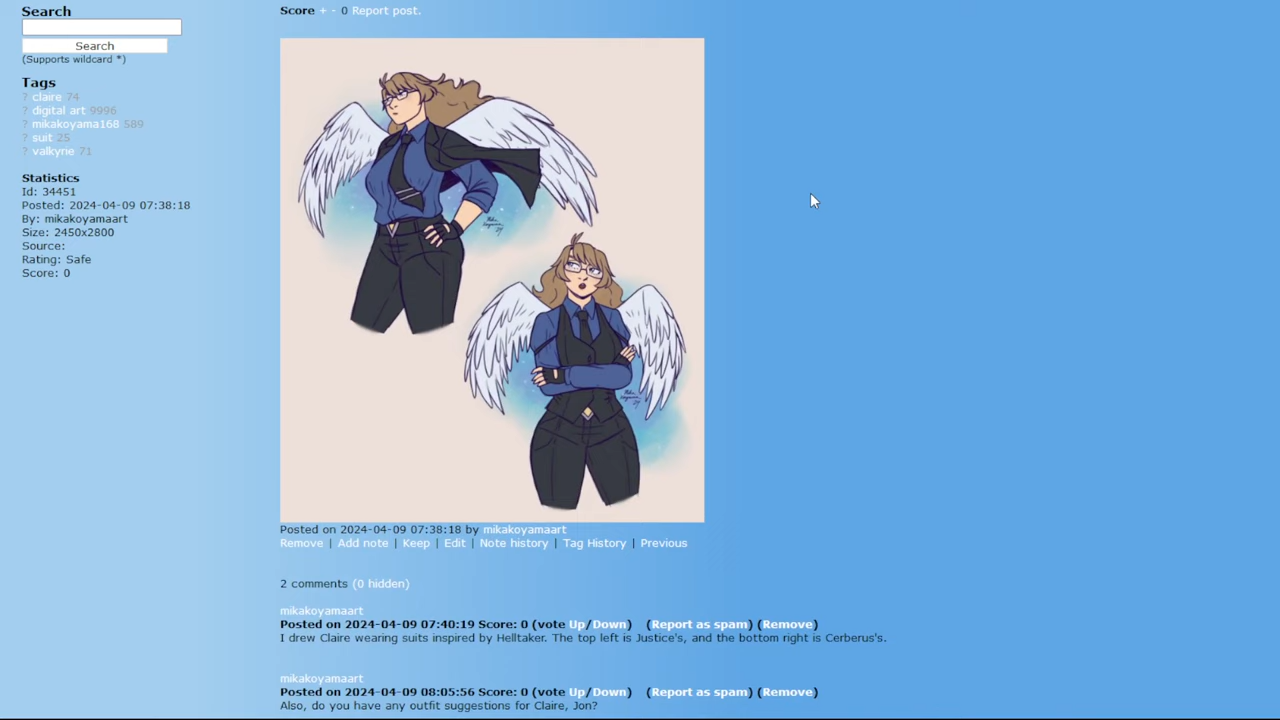 Search
Score + - 0 Report post.
Search
(Supports wildcard *)
Tags
? claire 74
? digital art 9996
? mikakoyama168 589
? suit 25
? valkyrie 71
Statistics
Id: 34451
Posted: 2024-04-09 07:38:18
By: mikakoyamaart
Size: 2450x2800
Source:
Rating: Safe
Score: 0
Posted on 2024-04-09 07:38:18 by mikakoyamaart
Remove | Add note | Keep | Edit | Note history | Tag History | Previous
2 comments (0 hidden)
mikakoyamaart
Posted on 2024-04-09 07:40:19 Score: 0 (vote Up/Down) (Report as spam) (Remove)
I drew Claire wearing suits inspired by Helltaker. The top left is Justice's, and the bottom right is Cerberus's.
mikakoyamaart
Posted on 2024-04-09 08:05:56 Score: 0 (vote Up/Down) (Report as spam) (Remove)
Also, do you have any outfit suggestions for Claire, Jon?